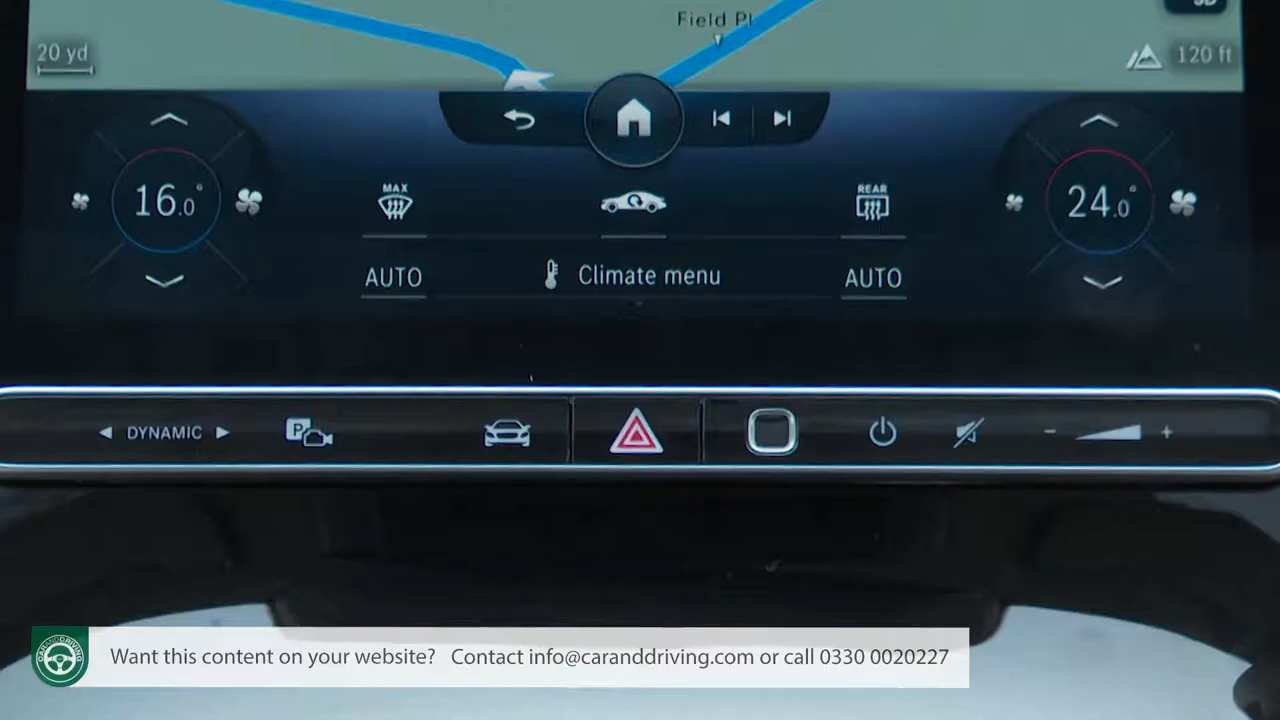 Field Pl
20 yd
120 ft
MAX
REAR
16.0°
24.0°
AUTO
Climate menu
AUTO
DYNAMIC
P
- +
CARANDDRIVING
Want this content on your website? Contact info@caranddriving.com or call 0330 0020227